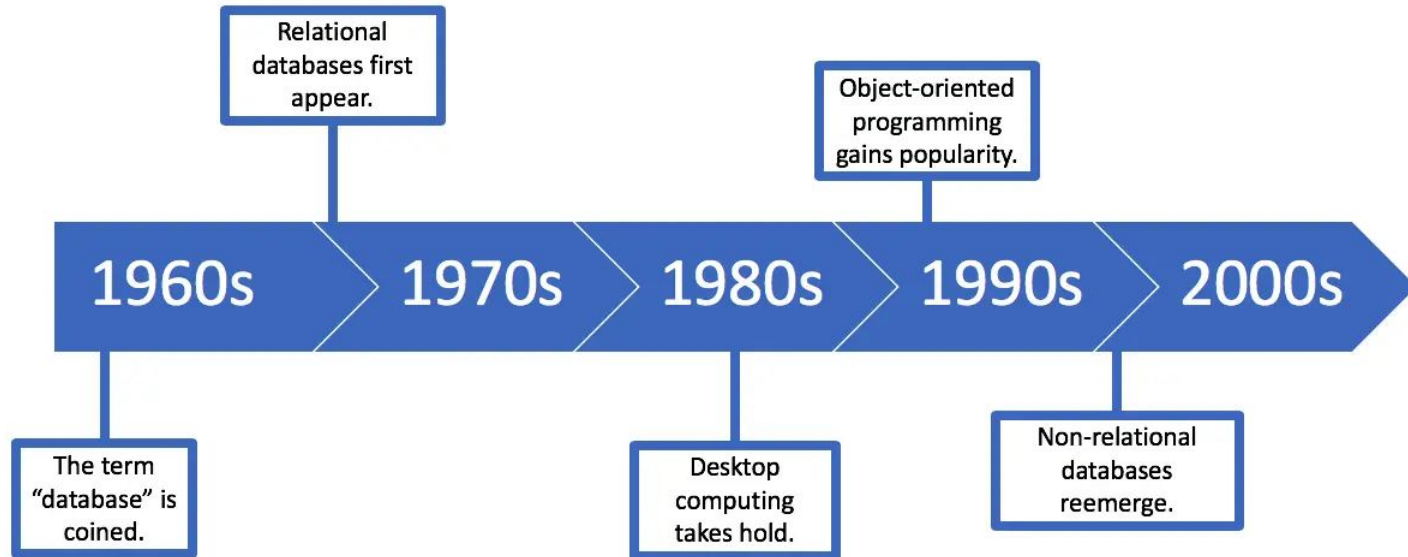 Relational
databases first
appear.
Object-oriented
programming
gains popularity.
1960s
1970s
1980s
1990s
2000s
The term
“database” is
coined.
Desktop
computing
takes hold.
Non-relational
databases
reemerge.